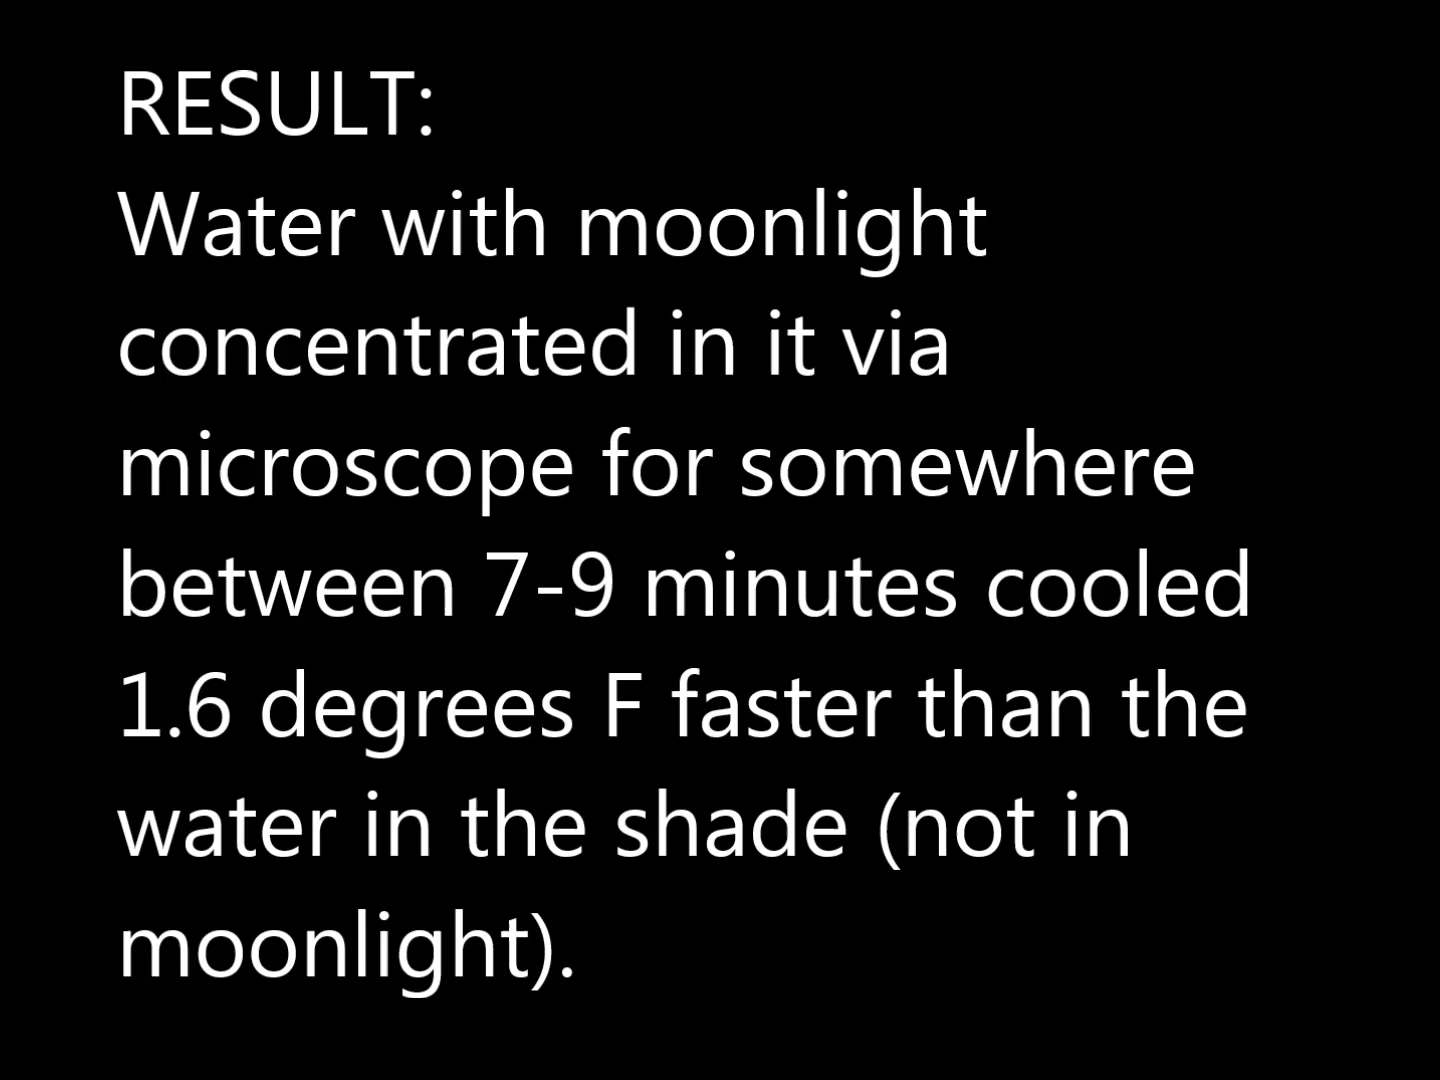 RESULT:
Water with moonlight
concentrated in it via
microscope for somewhere
between 7-9 minutes cooled
1.6 degrees F faster than the
water in the shade (not in
moonlight).